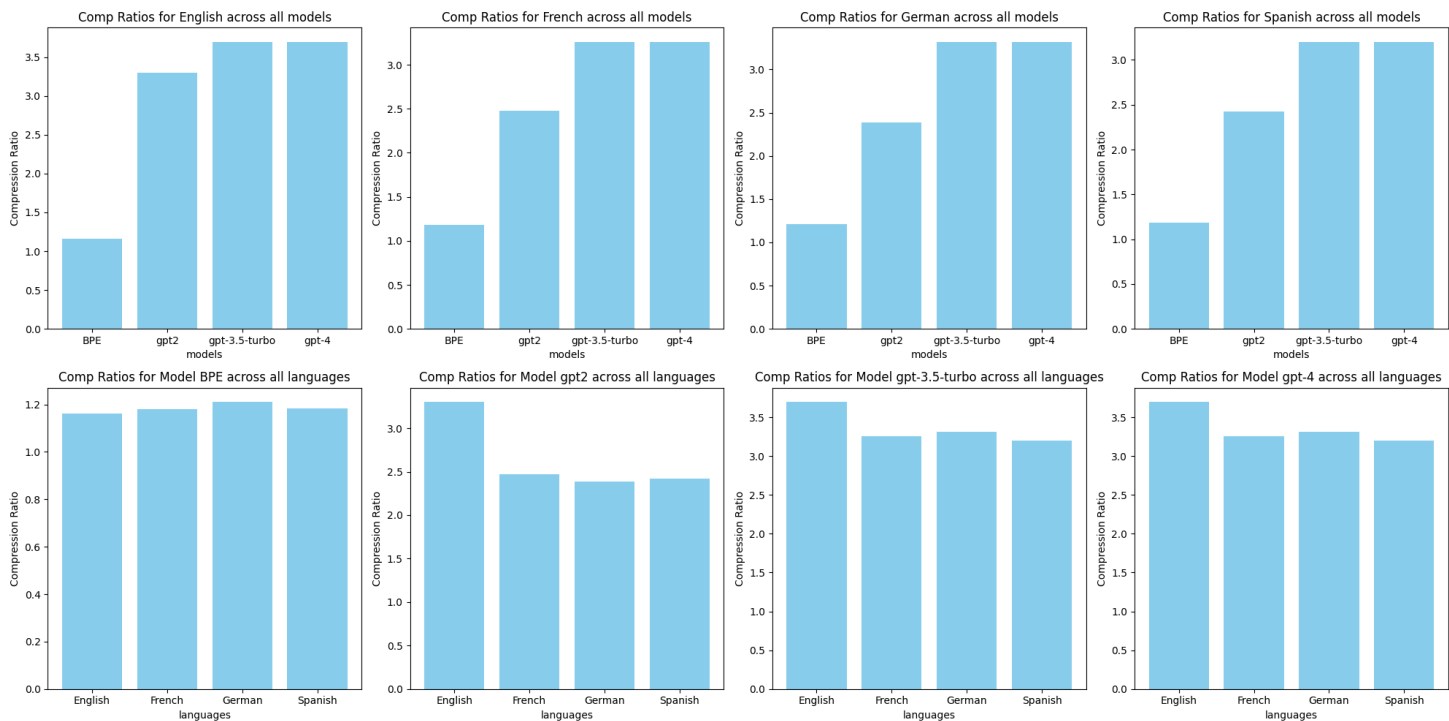 Comp Ratios for English across all models
Compression Ratio
3.5
3.0
2.5
2.0
1.5
1.0
0.5
0.0
BPE gpt2 gpt-3.5-turbo gpt-4
models
Comp Ratios for French across all models
Compression Ratio
3.0
2.5
2.0
1.5
1.0
0.5
0.0
BPE gpt2 gpt-3.5-turbo gpt-4
models
Comp Ratios for German across all models
Compression Ratio
3.0
2.5
2.0
1.5
1.0
0.5
0.0
BPE gpt2 gpt-3.5-turbo gpt-4
models
Comp Ratios for Spanish across all models
Compression Ratio
3.0
2.5
2.0
1.5
1.0
0.5
0.0
BPE gpt2 gpt-3.5-turbo gpt-4
models
Comp Ratios for Model BPE across all languages
Compression Ratio
1.2
1.0
0.8
0.6
0.4
0.2
0.0
English French German Spanish
languages
Comp Ratios for Model gpt2 across all languages
Compression Ratio
3.0
2.5
2.0
1.5
1.0
0.5
0.0
English French German Spanish
languages
Comp Ratios for Model gpt-3.5-turbo across all languages
Compression Ratio
3.5
3.0
2.5
2.0
1.5
1.0
0.5
0.0
English French German Spanish
languages
Comp Ratios for Model gpt-4 across all languages
Compression Ratio
3.5
3.0
2.5
2.0
1.5
1.0
0.5
0.0
English French German Spanish
languages